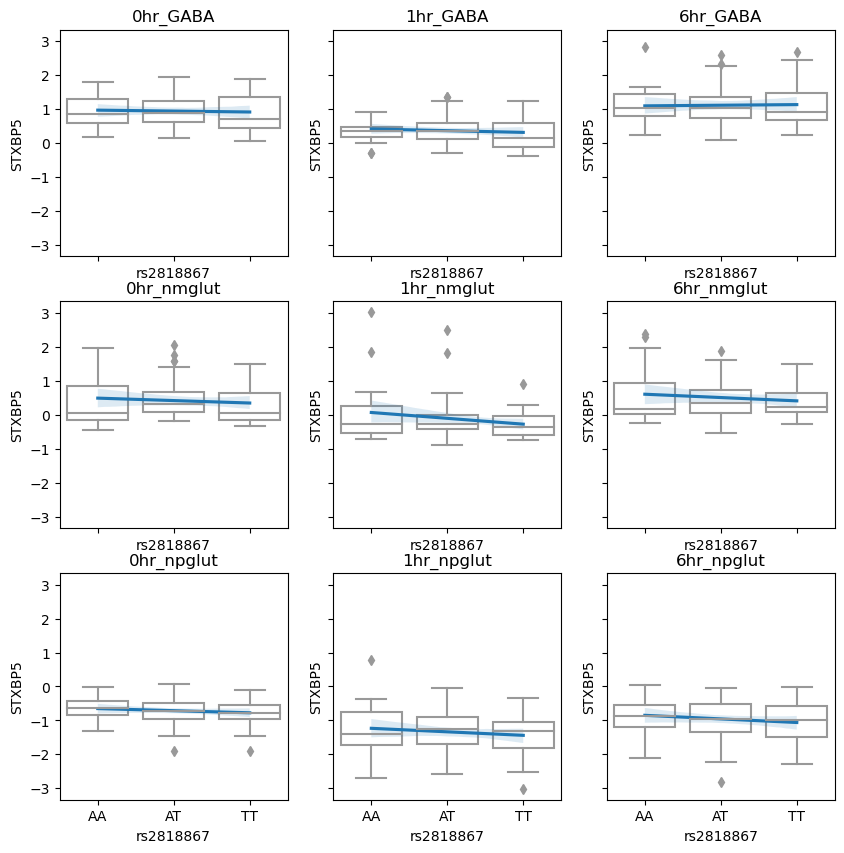 0hr_GABA 1hr_GABA 6hr_GABA
3
2
1
0
−1
−2
−3
STXBP5 STXBP5 STXBP5
rs2818867 rs2818867 rs2818867
0hr_nmglut 1hr_nmglut 6hr_nmglut
3
2
1
0
−1
−2
−3
STXBP5 STXBP5 STXBP5
rs2818867 rs2818867 rs2818867
0hr_npglut 1hr_npglut 6hr_npglut
3
2
1
0
−1
−2
−3
STXBP5 STXBP5 STXBP5
AA AT TT AA AT TT AA AT TT
rs2818867 rs2818867 rs2818867